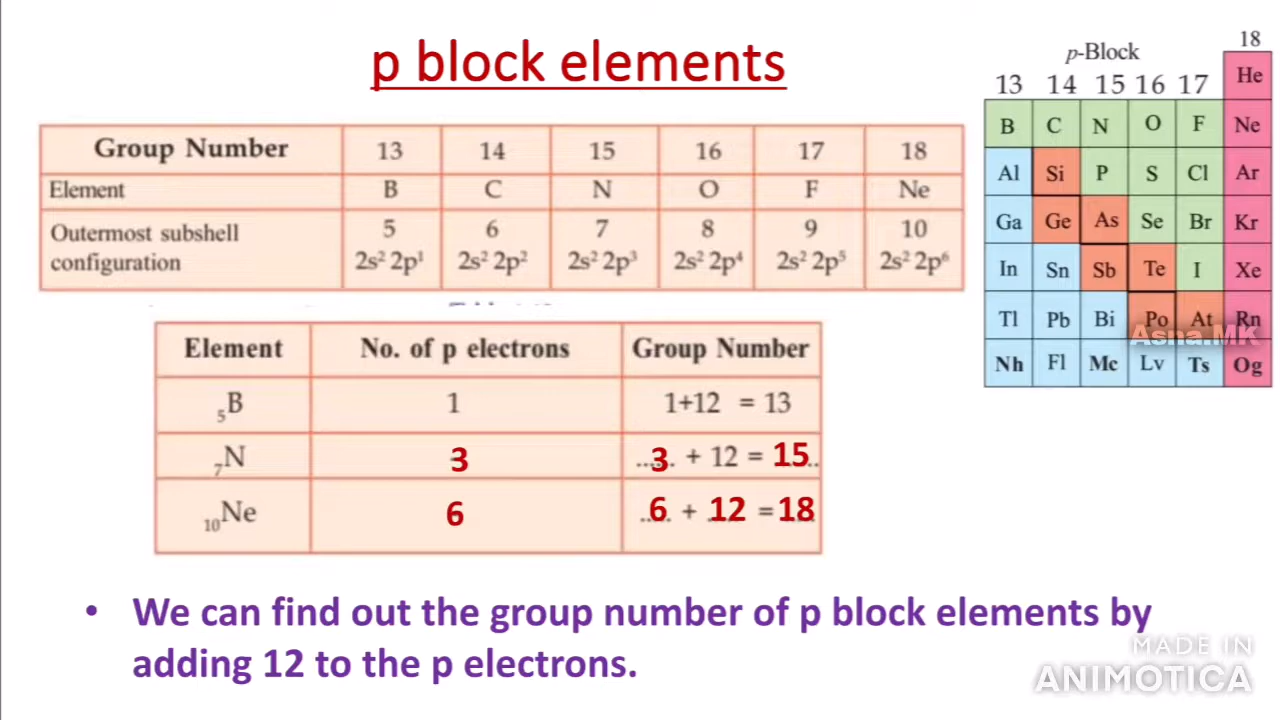 p block elements
Group Number 13 14 15 16 17 18
Element B C N O F Ne
Outermost subshell 5 6 7 8 9 10
configuration 2s² 2p¹ 2s² 2p² 2s² 2p³ 2s² 2p⁴ 2s² 2p⁵ 2s² 2p⁶
Element No. of p electrons Group Number
₅B 1 1+12 = 13
₇N 3 ..3.. + 12 = 15..
₁₀Ne 6 ..6.. + 12 = 18
• We can find out the group number of p block elements by
adding 12 to the p electrons.
18
p-Block
13 14 15 16 17
He
B C N O F Ne
Al Si P S Cl Ar
Ga Ge As Se Br Kr
In Sn Sb Te I Xe
Tl Pb Bi Po At Rn
Asna.MK
Nh Fl Mc Lv Ts Og
MADE IN
ANIMOTICA